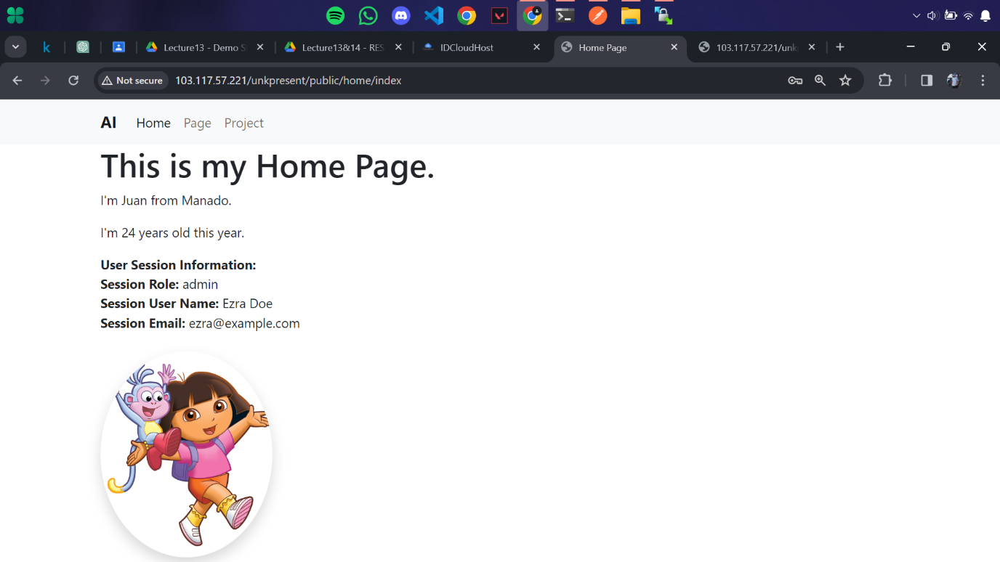 k
Lecture13 - Demo S
Lecture13&14 - RES
IDCloudHost
Home Page
103.117.57.221/unk
Not secure
103.117.57.221/unkpresent/public/home/index
AI
Home
Page
Project
This is my Home Page.
I'm Juan from Manado.
I'm 24 years old this year.
User Session Information:
Session Role: admin
Session User Name: Ezra Doe
Session Email: ezra@example.com